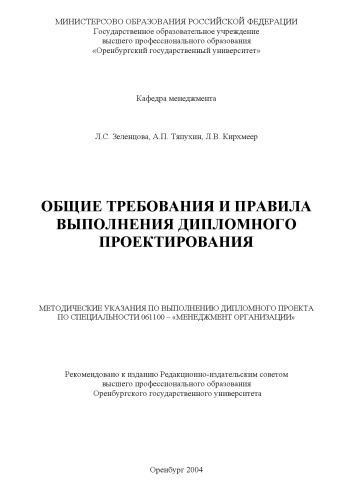 МИНИСТЕРСОВО ОБРАЗОВАНИЯ РОССИЙСКОЙ ФЕДЕРАЦИИ
Государственное образовательное учреждение
высшего профессионального образования
«Оренбургский государственный университет»
Кафедра менеджмента
Л.С. Зеленцова, А.П. Тяпухин, Л.В. Кирхмеер
ОБЩИЕ ТРЕБОВАНИЯ И ПРАВИЛА
ВЫПОЛНЕНИЯ ДИПЛОМНОГО
ПРОЕКТИРОВАНИЯ
МЕТОДИЧЕСКИЕ УКАЗАНИЯ ПО ВЫПОЛНЕНИЮ ДИПЛОМНОГО ПРОЕКТА
ПО СПЕЦИАЛЬНОСТИ 061100 – «МЕНЕДЖМЕНТ ОРГАНИЗАЦИИ»
Рекомендовано к изданию Редакционно-издательским советом
высшего профессионального образования
Оренбургского государственного университета
Оренбург 2004